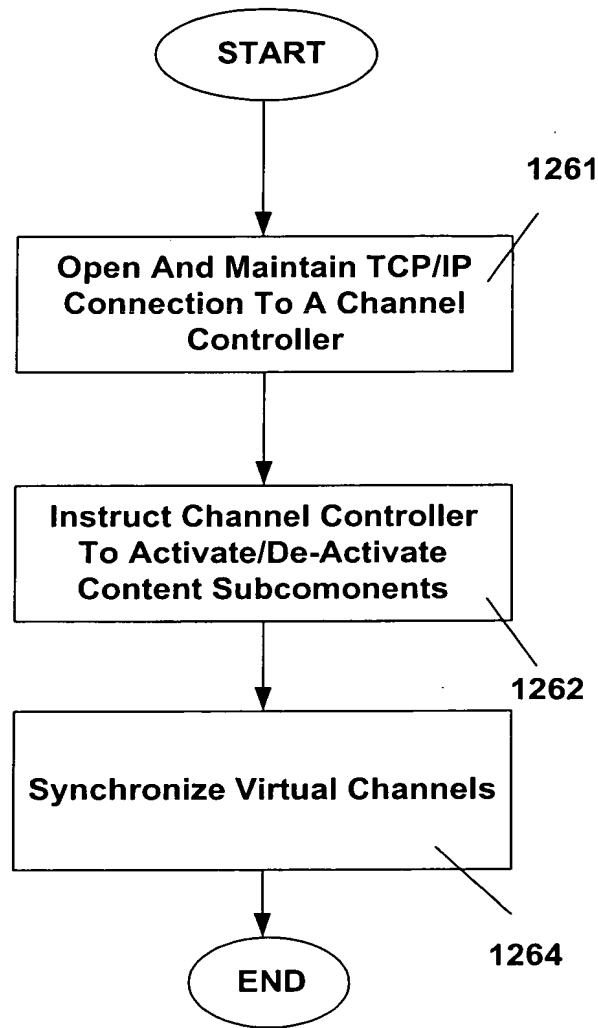 START
1261
Open And Maintain TCP/IP
Connection To A Channel
Controller
Instruct Channel Controller
To Activate/De-Activate
Content Subcomonents
1262
Synchronize Virtual Channels
1264
END